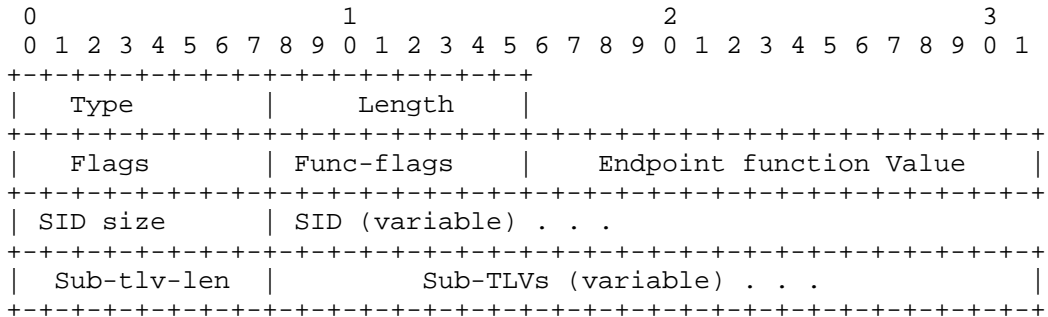 0                   1                   2                   3
 0 1 2 3 4 5 6 7 8 9 0 1 2 3 4 5 6 7 8 9 0 1 2 3 4 5 6 7 8 9 0 1
+-+-+-+-+-+-+-+-+-+-+-+-+-+-+-+-+
|   Type        |     Length    |
+-+-+-+-+-+-+-+-+-+-+-+-+-+-+-+-+-+-+-+-+-+-+-+-+-+-+-+-+-+-+-+-+
|   Flags       | Func-flags    |    Endpoint function Value    |
+-+-+-+-+-+-+-+-+-+-+-+-+-+-+-+-+-+-+-+-+-+-+-+-+-+-+-+-+-+-+-+-+
| SID size      | SID (variable) . . .
+-+-+-+-+-+-+-+-+-+-+-+-+-+-+-+-+-+-+-+-+-+-+-+-+-+-+-+-+-+-+-+-+
|  Sub-tlv-len  |         Sub-TLVs (variable) . . .             |
+-+-+-+-+-+-+-+-+-+-+-+-+-+-+-+-+-+-+-+-+-+-+-+-+-+-+-+-+-+-+-+-+